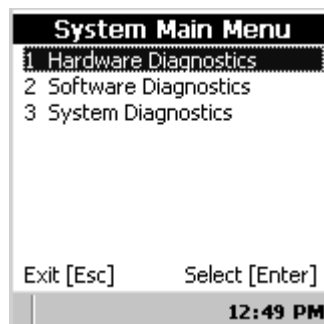 System Main Menu
1 Hardware Diagnostics
2 Software Diagnostics
3 System Diagnostics
Exit [Esc] Select [Enter]
12:49 PM